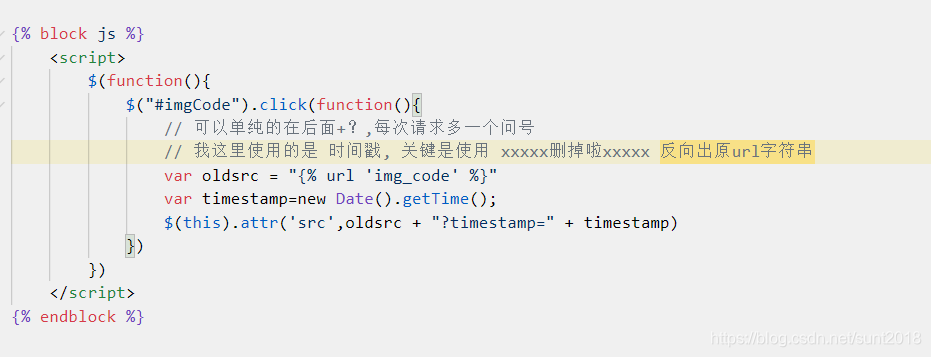 {% block js %}
<script>
$(function(){
$("#imgCode").click(function(){
// 可以单纯的在后面+？,每次请求多一个问号
// 我这里使用的是 时间戳, 关键是使用 xxxxx删掉啦xxxxx 反向出原url字符串
var oldsrc = "{% url 'img_code' %}"
var timestamp=new Date().getTime();
$(this).attr('src',oldsrc + "?timestamp=" + timestamp)
})
})
</script>
{% endblock %}
https://blog.csdn.net/sunt2018